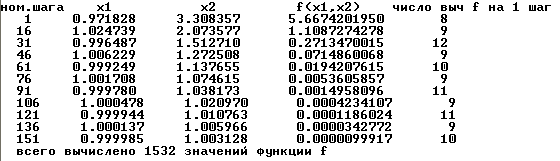 ном.шага x1 x2 f(x1,x2) число выч f на 1 шаг
1 0.971828 3.308357 5.6674201950 8
16 1.024739 2.073577 1.1087274278 9
31 0.996487 1.512710 0.2713470015 12
46 1.006229 1.272508 0.0714860068 9
61 0.999249 1.137655 0.0194207615 10
76 1.001708 1.074615 0.0053605857 9
91 0.999780 1.038173 0.0014958096 11
106 1.000478 1.020970 0.0004234107 9
121 0.999944 1.010763 0.0001186024 11
136 1.000137 1.005966 0.0000342772 9
151 0.999985 1.003128 0.0000099917 10
всего вычислено 1532 значений функции f